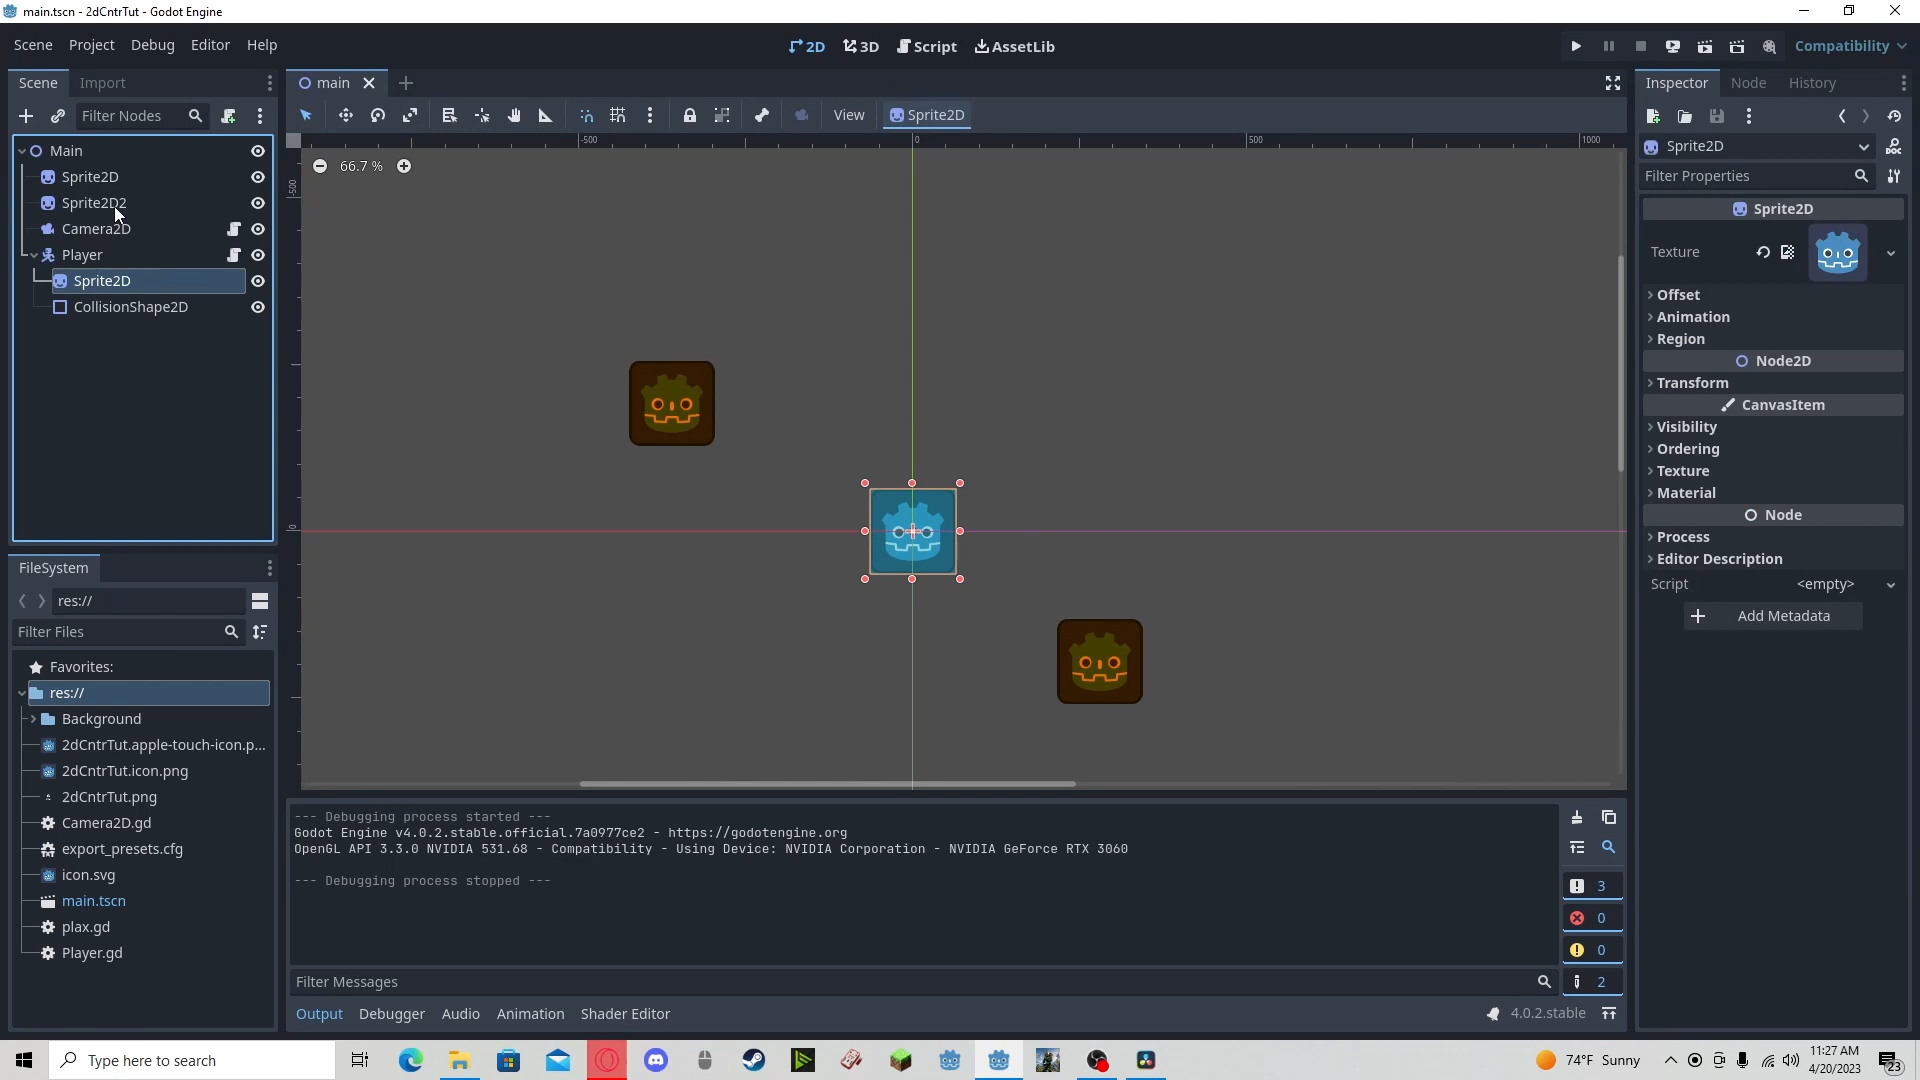 main.tscn - 2dCntrTut - Godot Engine
Scene Project Debug Editor Help
2D 3D Script AssetLib
Compatibility
Scene Import
Filter Nodes
Main
Sprite2D
Sprite2D2
Camera2D
Player
Sprite2D
CollisionShape2D
FileSystem
res://
Filter Files
Favorites:
res://
Background
2dCntrTut.apple-touch-icon.p...
2dCntrTut.icon.png
2dCntrTut.png
Camera2D.gd
export_presets.cfg
icon.svg
main.tscn
plax.gd
Player.gd
main
View Sprite2D
-500 0 500 1000
-500
0
66.7 %
--- Debugging process started ---
Godot Engine v4.0.2.stable.official.7a0977ce2 - https://godotengine.org
OpenGL API 3.3.0 NVIDIA 531.68 - Compatibility - Using Device: NVIDIA Corporation - NVIDIA GeForce RTX 3060
--- Debugging process stopped ---
3
0
0
2
Filter Messages
Output Debugger Audio Animation Shader Editor
4.0.2.stable
Inspector Node History
Sprite2D
DOC
Filter Properties
Sprite2D
Texture
Offset
Animation
Region
Node2D
Transform
CanvasItem
Visibility
Ordering
Texture
Material
Node
Process
Editor Description
Script <empty>
Add Metadata
Type here to search
74°F Sunny
11:27 AM
4/20/2023
23